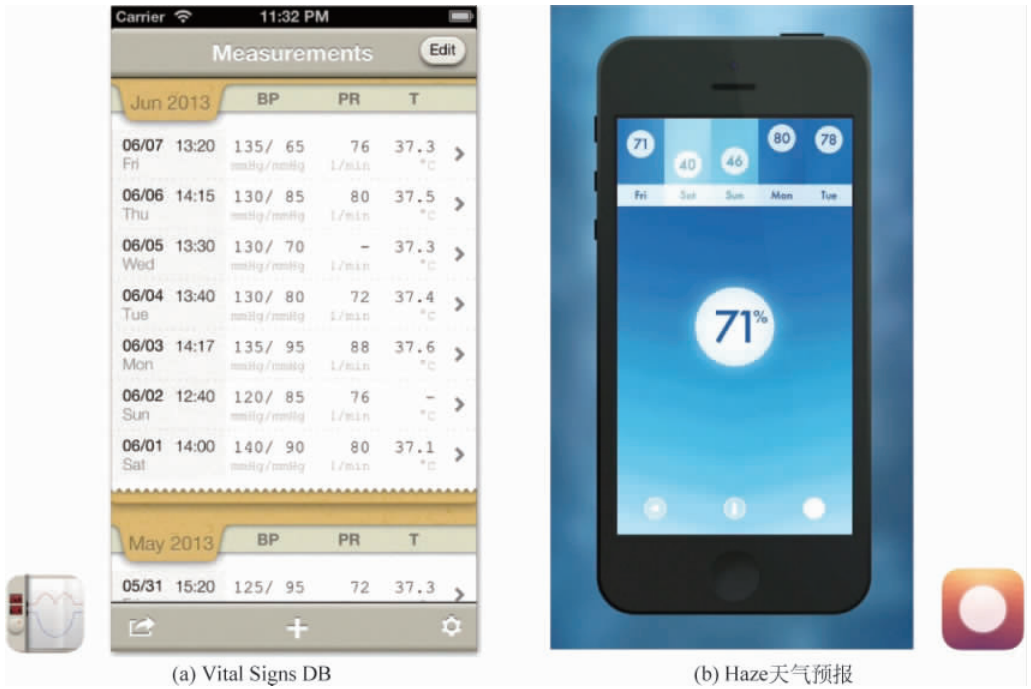 Carrier 11:32 PM
Measurements Edit
Jun 2013 BP PR T
06/07 13:20 135/ 65 76 37.3
Fri mmHg/mmHg 1/min °C
06/06 14:15 130/ 85 80 37.5
Thu mmHg/mmHg 1/min °C
06/05 13:30 130/ 70 - 37.3
Wed mmHg/mmHg 1/min °C
06/04 13:40 130/ 80 72 37.4
Tue mmHg/mmHg 1/min °C
06/03 14:17 135/ 95 88 37.6
Mon mmHg/mmHg 1/min °C
06/02 12:40 120/ 85 76 -
Sun mmHg/mmHg 1/min °C
06/01 14:00 140/ 90 80 37.1
Sat mmHg/mmHg 1/min °C
May 2013 BP PR T
05/31 15:20 125/ 95 72 37.3
(a) Vital Signs DB
71 40 46 80 78
Fri Sat Sun Mon Tue
71%
(b) Haze天气预报